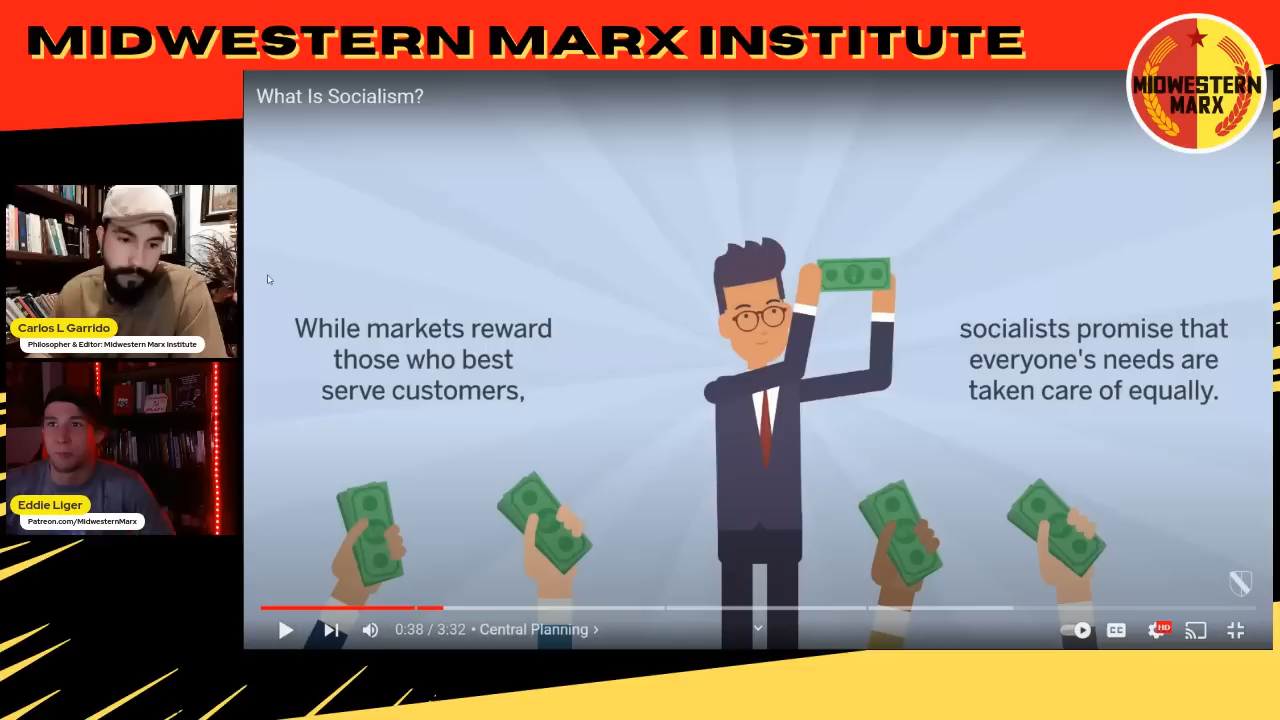 MIDWESTERN MARX INSTITUTE
MIDWESTERN
MARX
What Is Socialism?
While markets reward
those who best
serve customers,
socialists promise that
everyone's needs are
taken care of equally.
Carlos L Garrido
Philosopher & Editor: Midwestern Marx Institute
Eddie Liger
Patreon.com/MidwesternMarx
0:38 / 3:32 • Central Planning ›
CC
HD